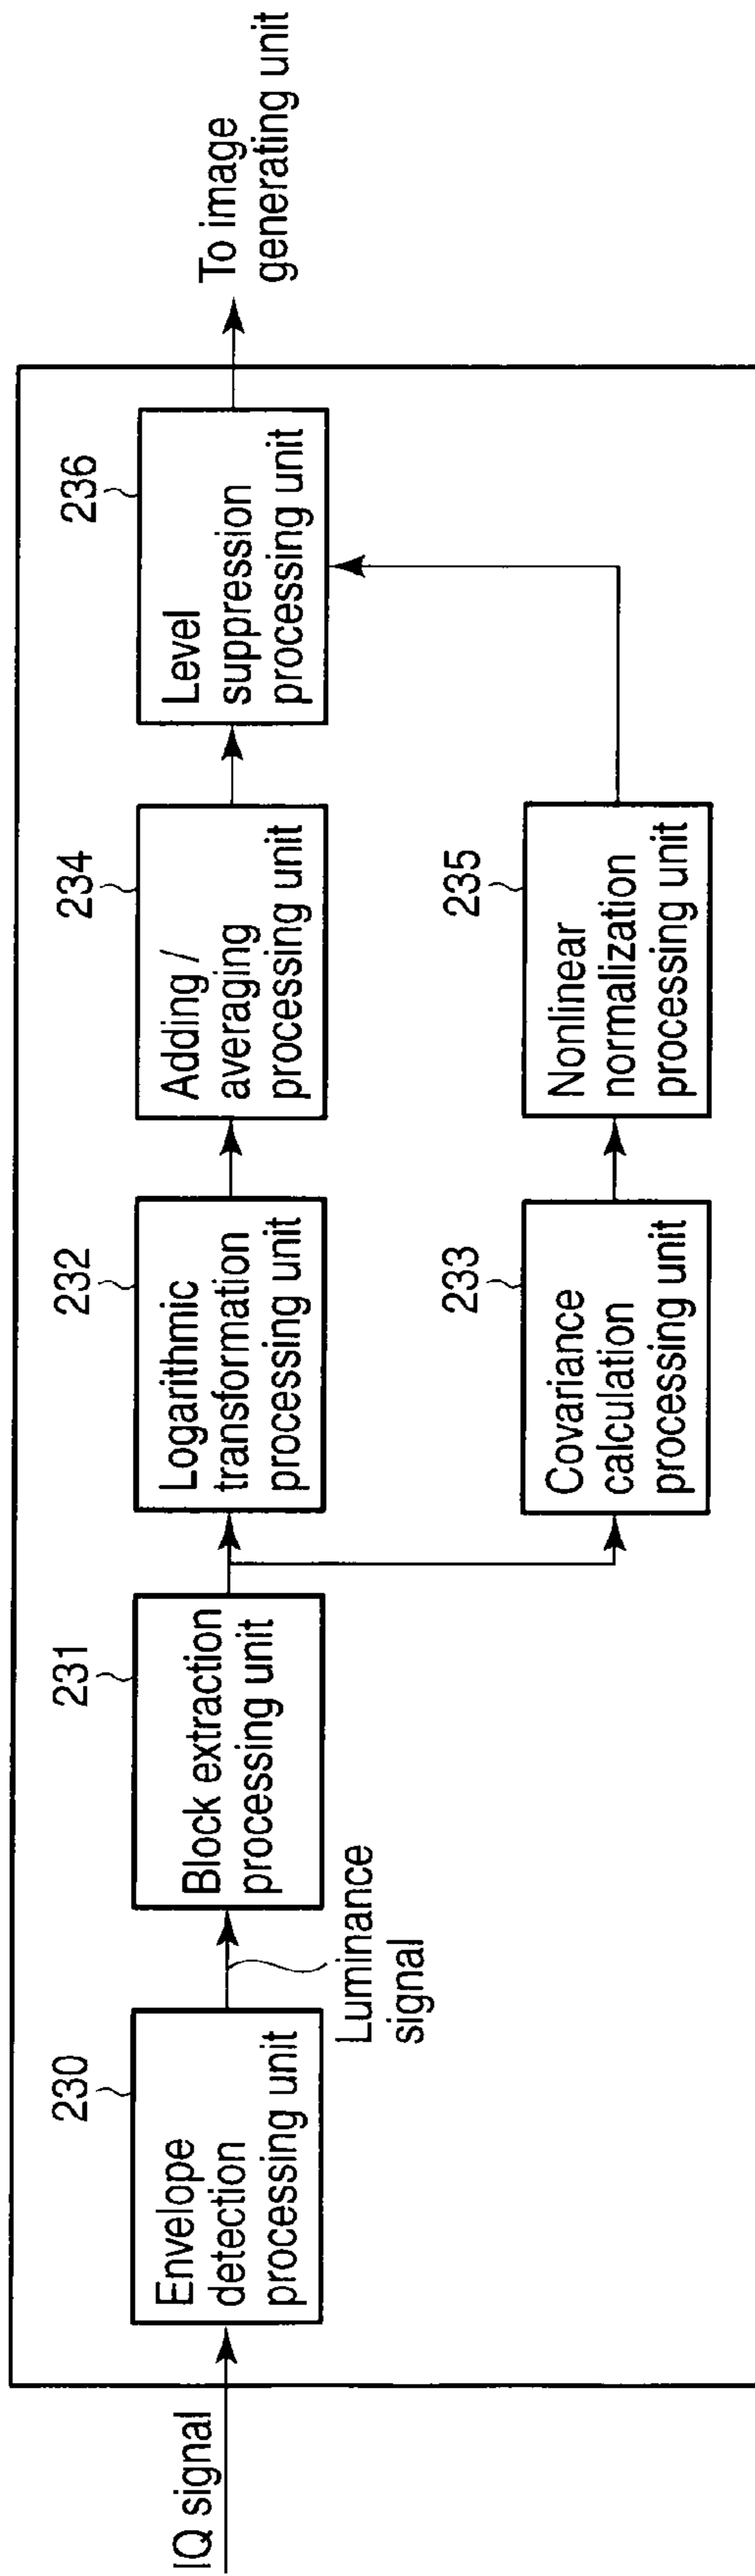 IQ signal
230
Envelope
detection
processing unit
Luminance
signal
231
Block extraction
processing unit
232
Logarithmic
transformation
processing unit
234
Adding /
averaging
processing unit
236
Level
suppression
processing unit
To image
generating unit
233
Covariance
calculation
processing unit
235
Nonlinear
normalization
processing unit